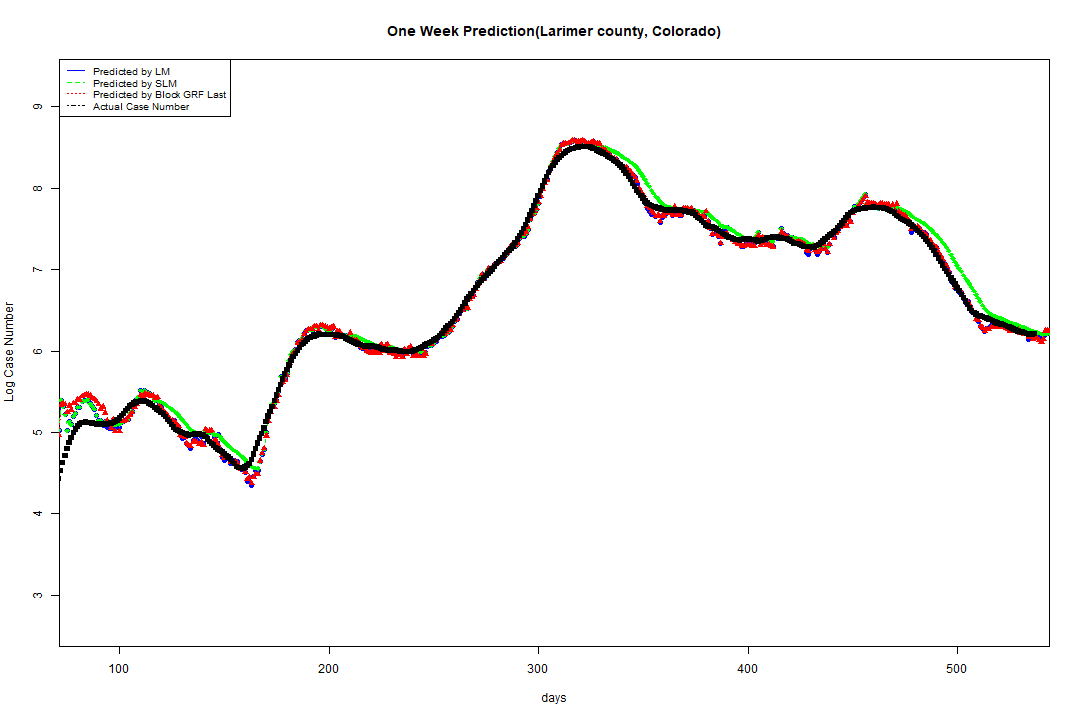 One Week Prediction(Larimer county, Colorado)
Predicted by LM
Predicted by SLM
Predicted by Block GRF Last
Actual Case Number
9
8
7
6
5
4
3
Log Case Number
100 200 300 400 500
days